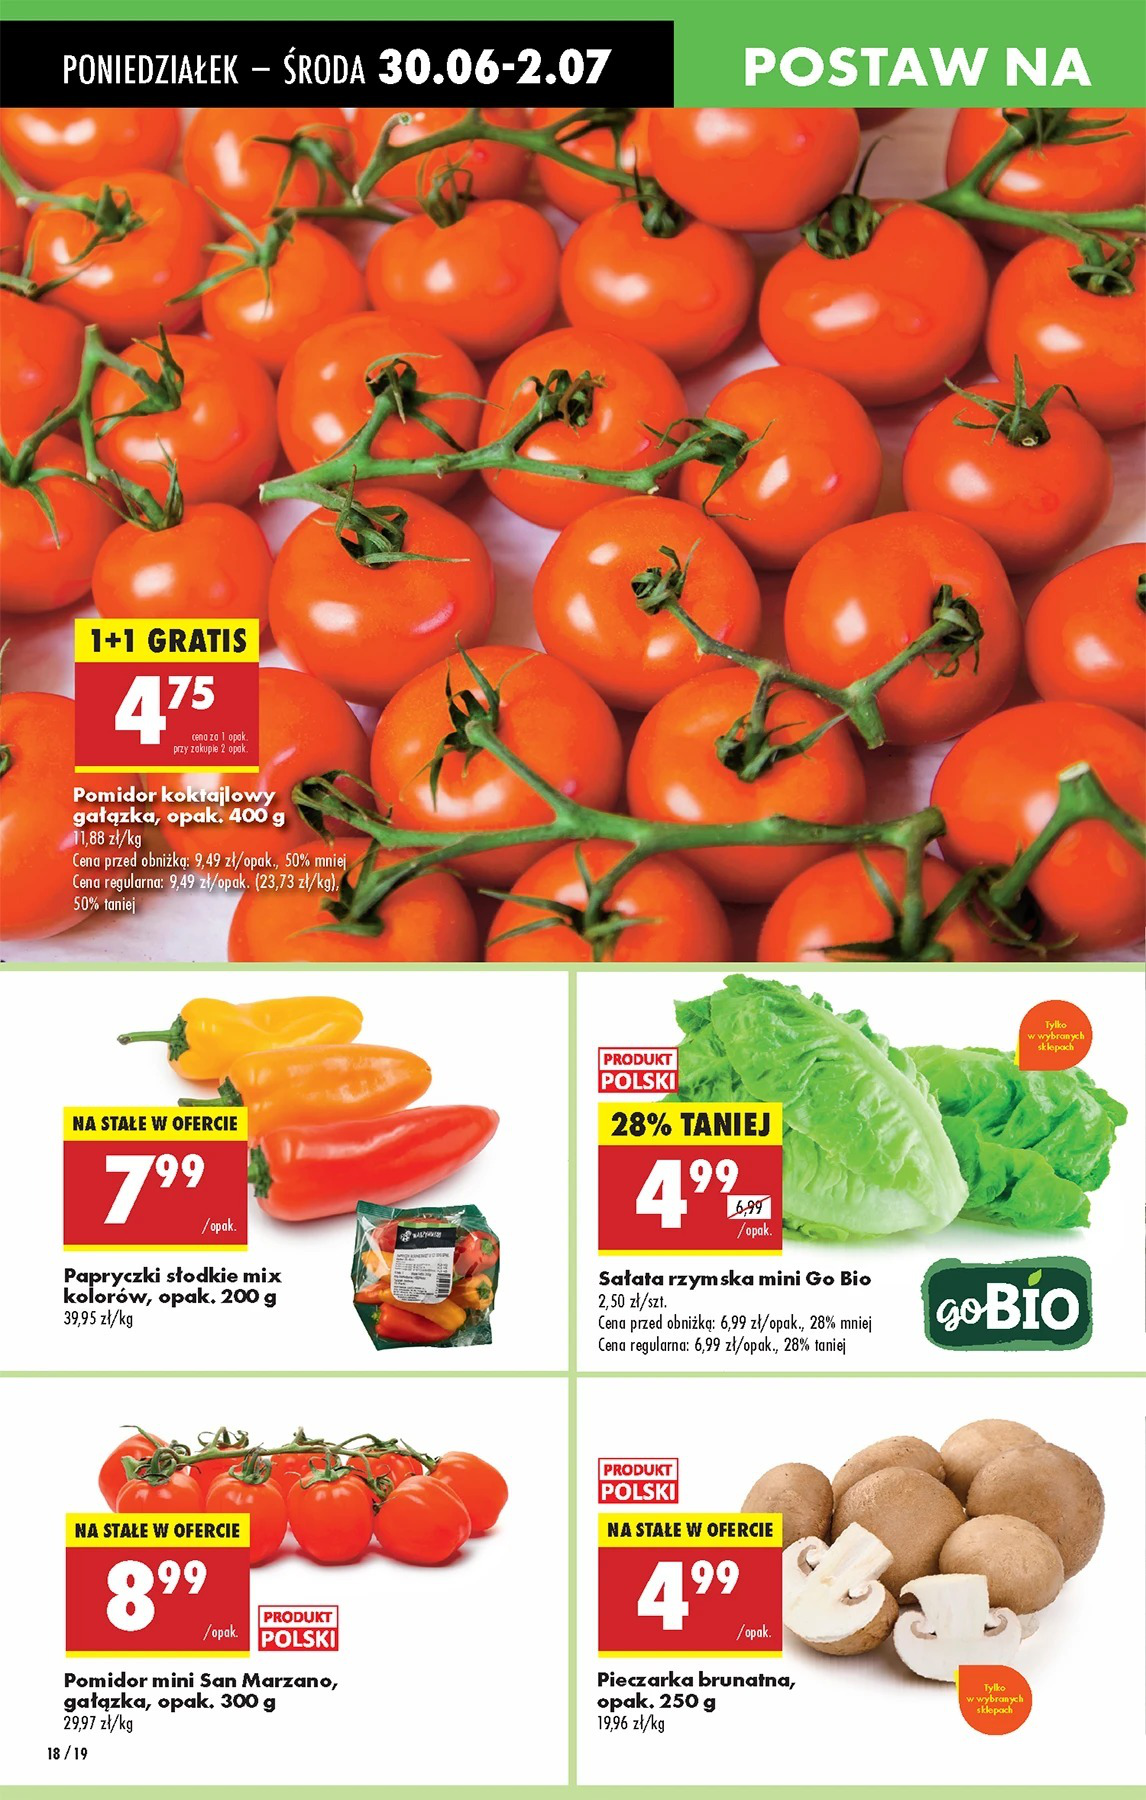 PONIEDZIAŁEK – ŚRODA 30.06-2.07
POSTAW NA
1+1 GRATIS
4 75
cena za 1 opak.
przy zakupie 2 opak.
Pomidor koktajlowy
gałązka, opak. 400 g
11,88 zł/kg
Cena przed obniżką: 9,49 zł/opak., 50% mniej
Cena regularna: 9,49 zł/opak. (23,73 zł/kg),
50% taniej
NA STAŁE W OFERCIE
7 99
/opak.
Papryczki słodkie mix
kolorów, opak. 200 g
39,95 zł/kg
Tylko
w wybranych
sklepach
PRODUKT
POLSKI
28% TANIEJ
4 99
6,99
/opak.
Sałata rzymska mini Go Bio
2,50 zł/szt.
Cena przed obniżką: 6,99 zł/opak., 28% mniej
Cena regularna: 6,99 zł/opak., 28% taniej
goBIO
NA STAŁE W OFERCIE
8 99
/opak.
PRODUKT
POLSKI
Pomidor mini San Marzano,
gałązka, opak. 300 g
29,97 zł/kg
18 / 19
PRODUKT
POLSKI
NA STAŁE W OFERCIE
4 99
/opak.
Pieczarka brunatna,
opak. 250 g
19,96 zł/kg
Tylko
w wybranych
sklepach